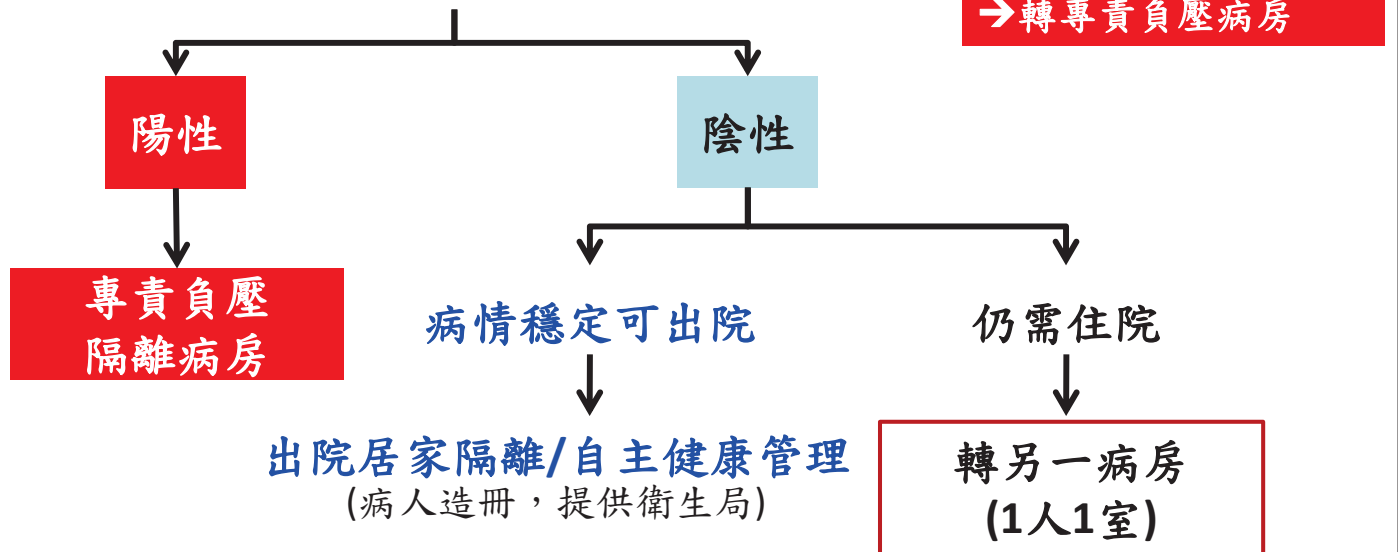 ➔轉專責負壓病房
陽性
陰性
專責負壓
隔離病房
病情穩定可出院
仍需住院
出院居家隔離/自主健康管理
(病人造冊，提供衛生局)
轉另一病房
(1人1室)